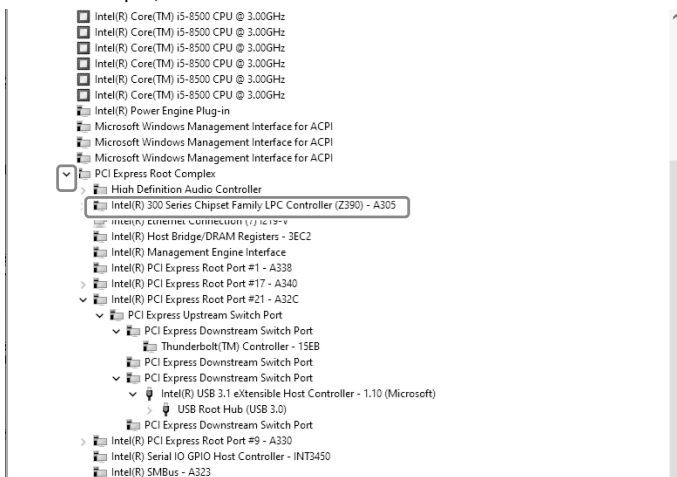 Intel(R) Core(TM) i5-8500 CPU @ 3.00GHz
Intel(R) Core(TM) i5-8500 CPU @ 3.00GHz
Intel(R) Core(TM) i5-8500 CPU @ 3.00GHz
Intel(R) Core(TM) i5-8500 CPU @ 3.00GHz
Intel(R) Core(TM) i5-8500 CPU @ 3.00GHz
Intel(R) Core(TM) i5-8500 CPU @ 3.00GHz
Intel(R) Power Engine Plug-in
Microsoft Windows Management Interface for ACPI
Microsoft Windows Management Interface for ACPI
Microsoft Windows Management Interface for ACPI
PCI Express Root Complex
High Definition Audio Controller
Intel(R) 300 Series Chipset Family LPC Controller (Z390) - A305
Intel(R) Ethernet Connection (7) I219-V
Intel(R) Host Bridge/DRAM Registers - 3EC2
Intel(R) Management Engine Interface
Intel(R) PCI Express Root Port #1 - A338
Intel(R) PCI Express Root Port #17 - A340
Intel(R) PCI Express Root Port #21 - A32C
PCI Express Upstream Switch Port
PCI Express Downstream Switch Port
Thunderbolt(TM) Controller - 15EB
PCI Express Downstream Switch Port
PCI Express Downstream Switch Port
Intel(R) USB 3.1 eXtensible Host Controller - 1.10 (Microsoft)
USB Root Hub (USB 3.0)
PCI Express Downstream Switch Port
Intel(R) PCI Express Root Port #9 - A330
Intel(R) Serial IO GPIO Host Controller - INT3450
Intel(R) SMBus - A323